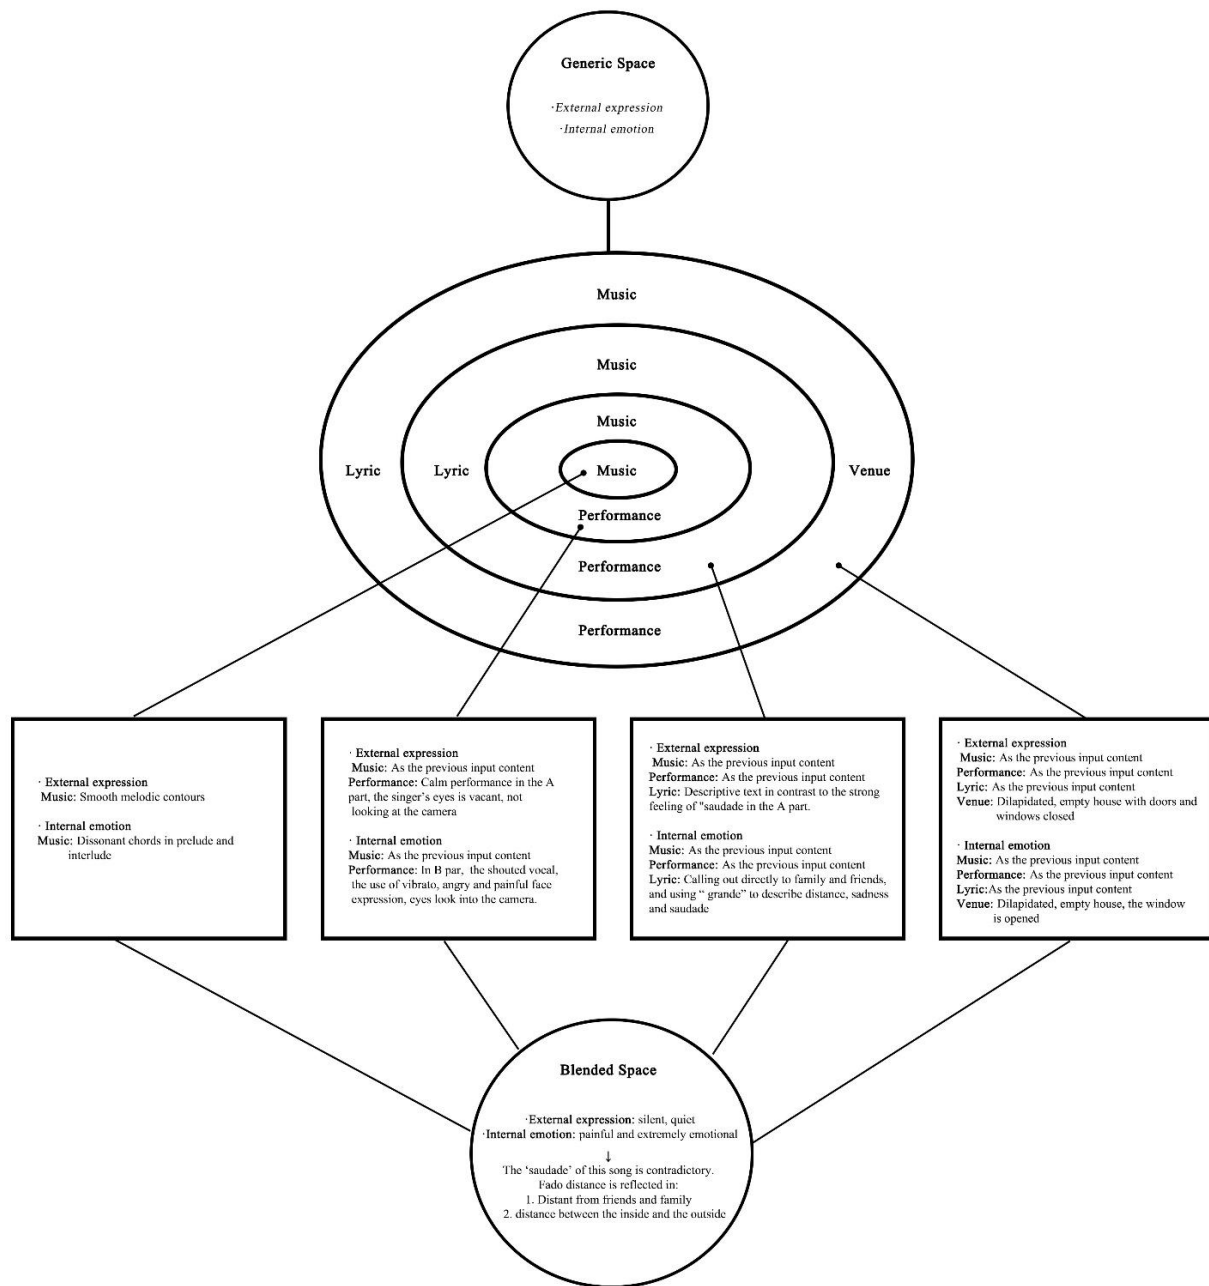 Generic Space
·External expression
·Internal emotion
Music
Music
Music
Lyric
Lyric
Music
Venue
Performance
Performance
Performance
· External expression
Music: Smooth melodic contours
· Internal emotion
Music: Dissonant chords in prelude and
interlude
· External expression
Music: As the previous input content
Performance: Calm performance in the A
part, the singer's eyes is vacant, not
looking at the camera
· Internal emotion
Music: As the previous input content
Performance: In B par, the shouted vocal,
the use of vibrato, angry and painful face
expression, eyes look into the camera.
· External expression
Music: As the previous input content
Performance: As the previous input content
Lyric: Descriptive text in contrast to the strong
feeling of "saudade in the A part.
· Internal emotion
Music: As the previous input content
Performance: As the previous input content
Lyric: Calling out directly to family and friends,
and using “ grande” to describe distance, sadness
and saudade
· External expression
Music: As the previous input content
Performance: As the previous input content
Lyric: As the previous input content
Venue: Dilapidated, empty house with doors and
windows closed
· Internal emotion
Music: As the previous input content
Performance: As the previous input content
Lyric:As the previous input content
Venue: Dilapidated, empty house, the window
is opened
Blended Space
·External expression: silent, quiet
·Internal emotion: painful and extremely emotional
↓
The ‘saudade’ of this song is contradictory.
Fado distance is reflected in:
1. Distant from friends and family
2. distance between the inside and the outside